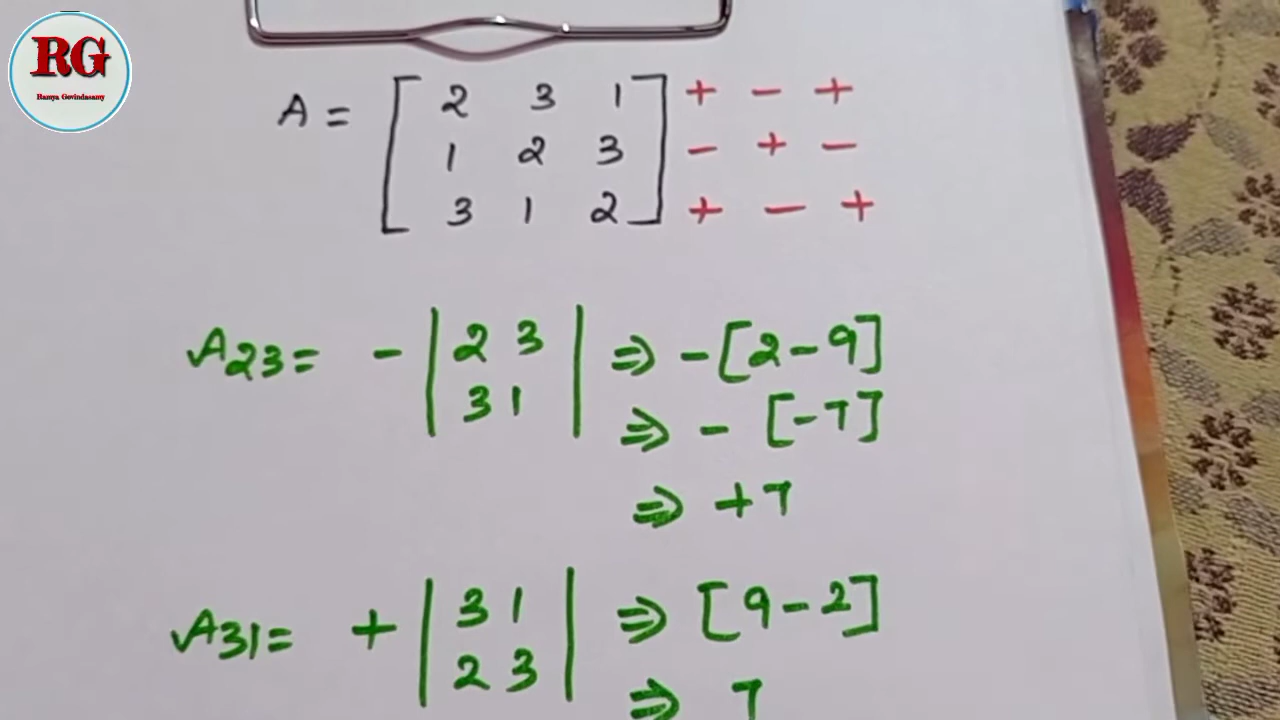 RG
Ramya Govindasamy
A = [ 2 3 1 ] + - +
1 2 3 - + -
3 1 2 + - +
A23 = - | 2 3 | ⇒ - [2 - 9]
3 1 ⇒ - [-7]
⇒ +7
A31 = + | 3 1 | ⇒ [9 - 2]
2 3 ⇒ 7